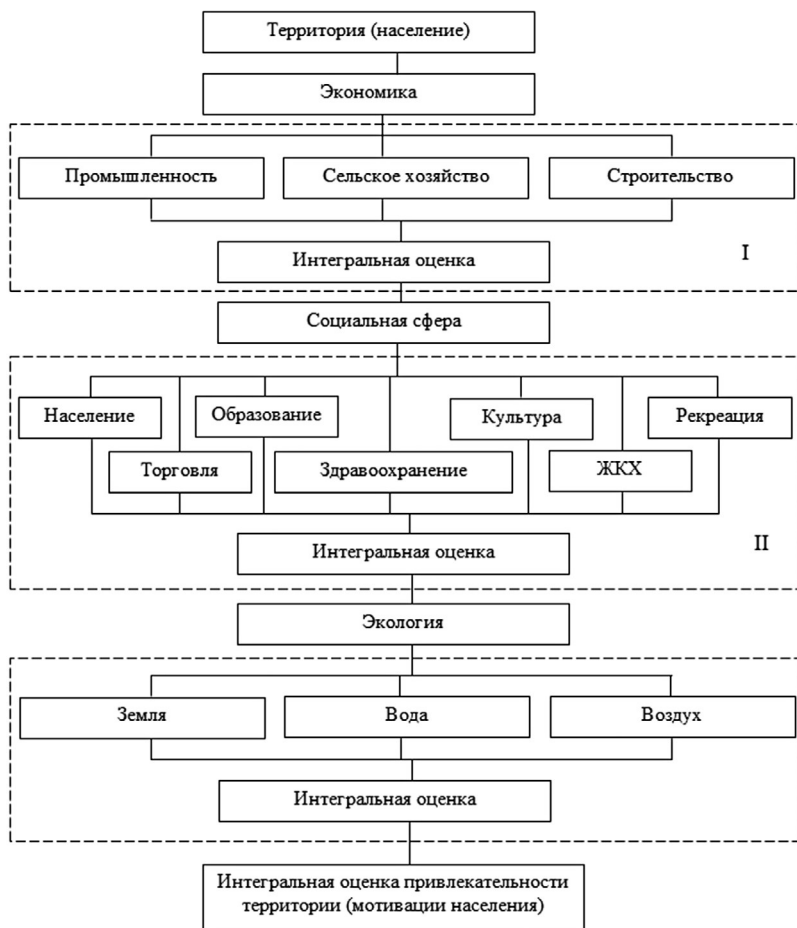 Территория (население)
Экономика
Промышленность
Сельское хозяйство
Строительство
Интегральная оценка
I
Социальная сфера
Население
Образование
Культура
Рекреация
Торговля
Здравоохранение
ЖКХ
Интегральная оценка
II
Экология
Земля
Вода
Воздух
Интегральная оценка
Интегральная оценка привлекательности
территории (мотивации населения)